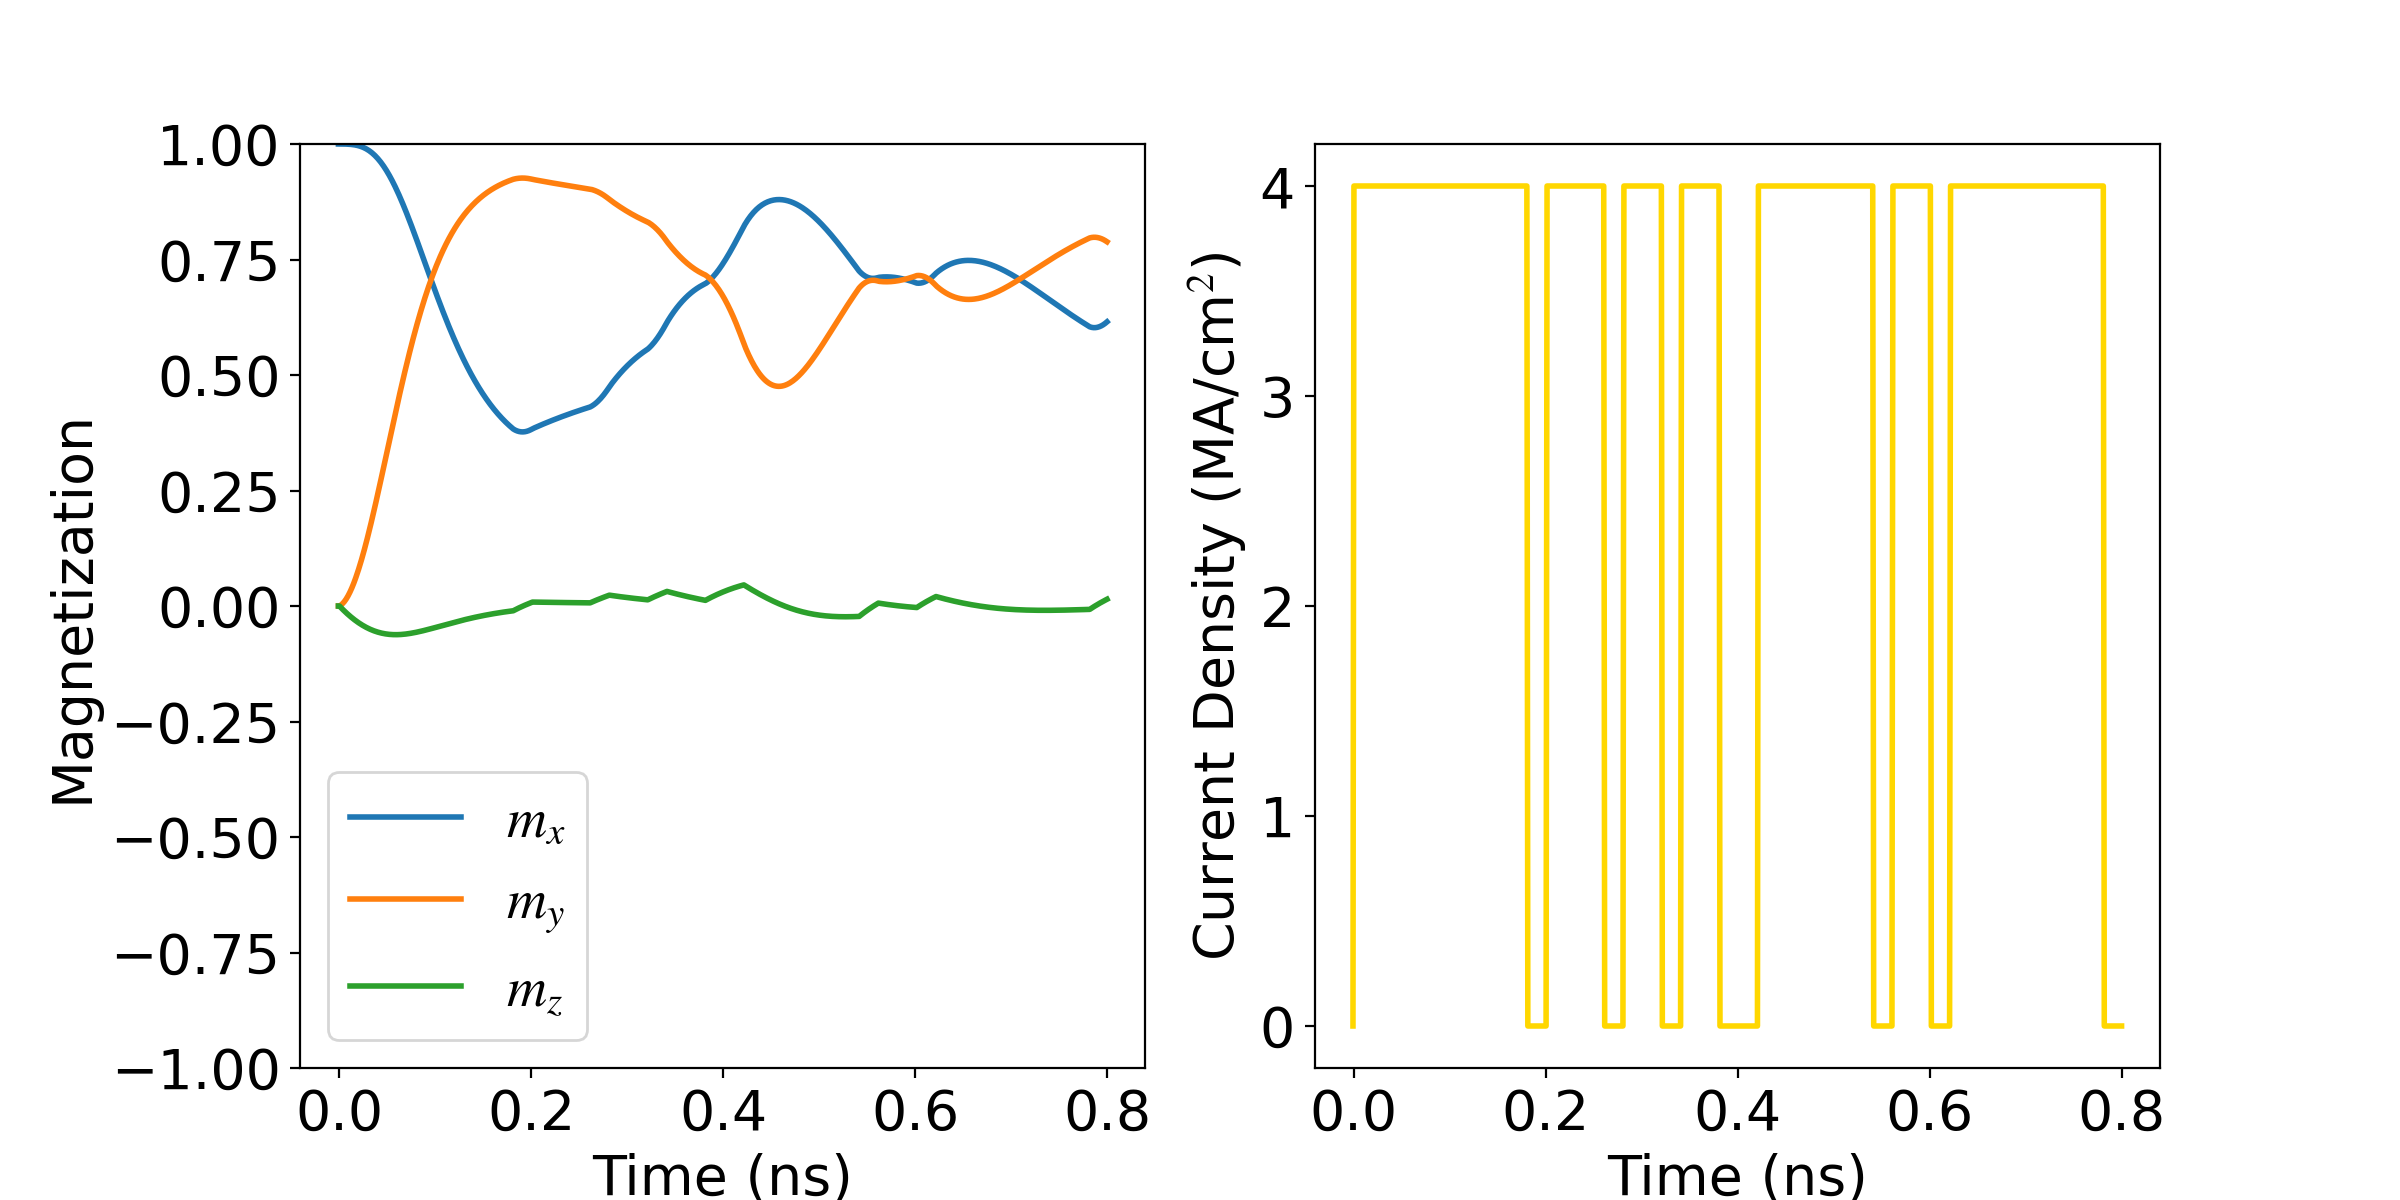 Magnetization
1.00
0.75
0.50
0.25
0.00
−0.25
−0.50
−0.75
−1.00
m_x
m_y
m_z
0.0 0.2 0.4 0.6 0.8
Time (ns)
Current Density (MA/cm²)
4
3
2
1
0
0.0 0.2 0.4 0.6 0.8
Time (ns)